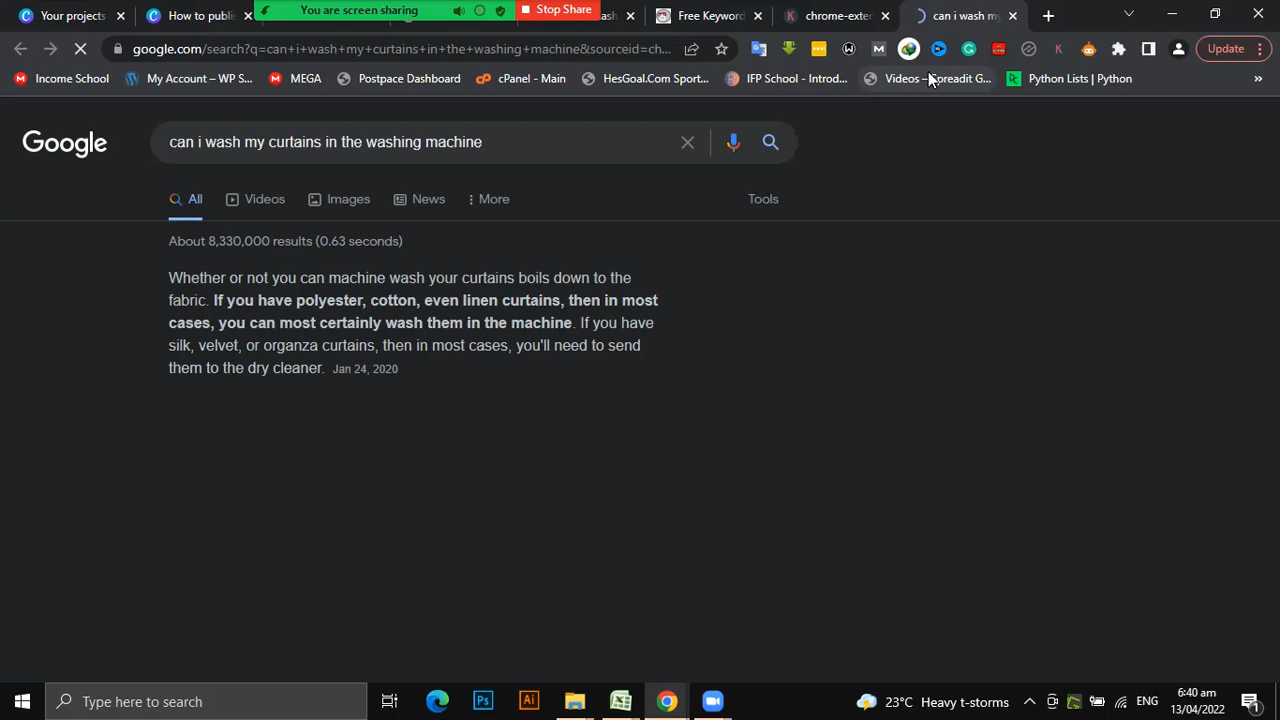 Your projects
How to publi
You are screen sharing
Stop Share
ash
Free Keyword
chrome-exter
can i wash my
google.com/search?q=can+i+wash+my+curtains+in+the+washing+machine&sourceid=ch...
Update
Income School
My Account – WP S...
MEGA
Postpace Dashboard
cPanel - Main
HesGoal.Com Sport...
IFP School - Introd...
Videos – Spreadit G...
Python Lists | Python
»
Google
can i wash my curtains in the washing machine
All
Videos
Images
News
More
Tools
About 8,330,000 results (0.63 seconds)
Whether or not you can machine wash your curtains boils down to the
fabric. If you have polyester, cotton, even linen curtains, then in most
cases, you can most certainly wash them in the machine. If you have
silk, velvet, or organza curtains, then in most cases, you'll need to send
them to the dry cleaner. Jan 24, 2020
Type here to search
Ps
Ai
23°C Heavy t-storms
ENG
6:40 am
13/04/2022
1